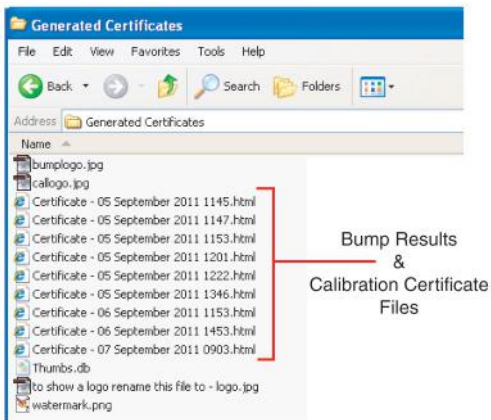 Generated Certificates
File Edit View Favorites Tools Help
Back Search Folders
Address Generated Certificates
Name
bumplogo.jpg
callogo.jpg
Certificate - 05 September 2011 1145.html
Certificate - 05 September 2011 1147.html
Certificate - 05 September 2011 1153.html
Certificate - 05 September 2011 1201.html
Certificate - 05 September 2011 1222.html
Certificate - 05 September 2011 1346.html
Certificate - 06 September 2011 1153.html
Certificate - 06 September 2011 1453.html
Certificate - 07 September 2011 0903.html
Thumbs.db
to show a logo rename this file to - logo.jpg
watermark.png
Bump Results
&
Calibration Certificate
Files